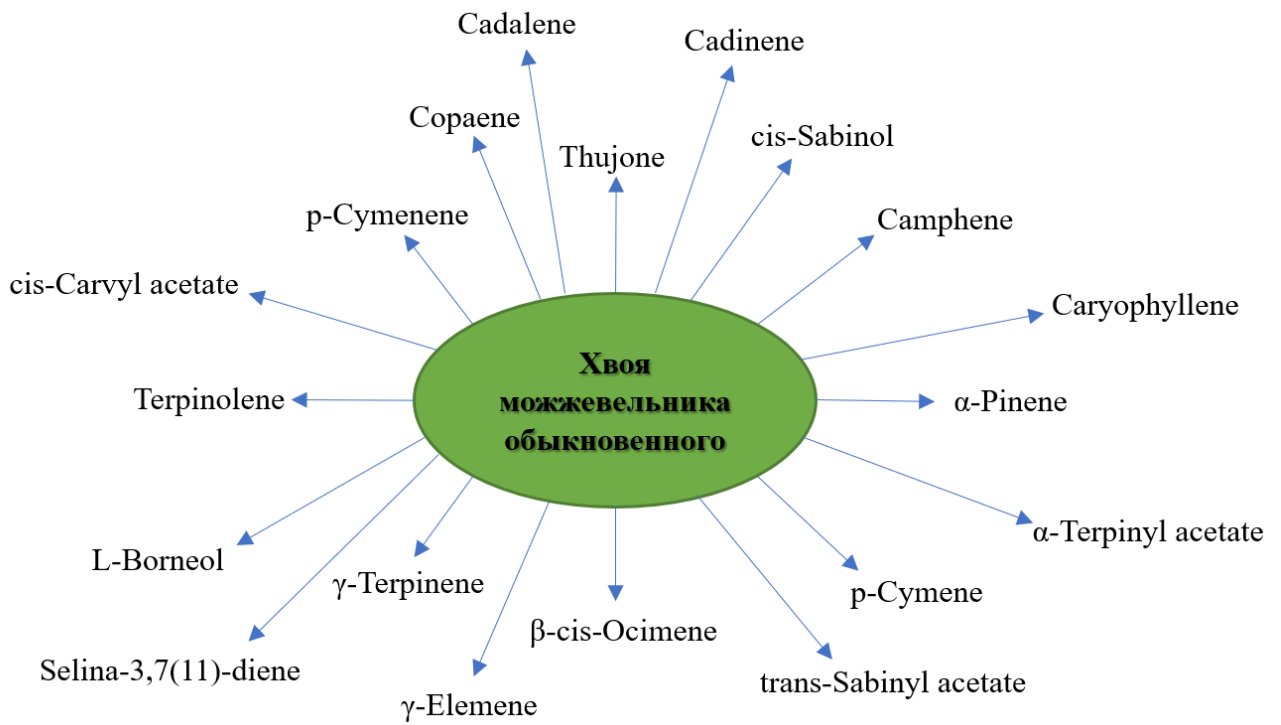 Cadalene
Cadinene
Copaene
cis-Sabinol
Thujone
p-Cymenene
Camphene
cis-Carvyl acetate
Caryophyllene
Хвоя
можжевельника
обыкновенного
Terpinolene
α-Pinene
L-Borneol
α-Terpinyl acetate
γ-Terpinene
p-Cymene
β-cis-Ocimene
Selina-3,7(11)-diene
trans-Sabinyl acetate
γ-Elemene